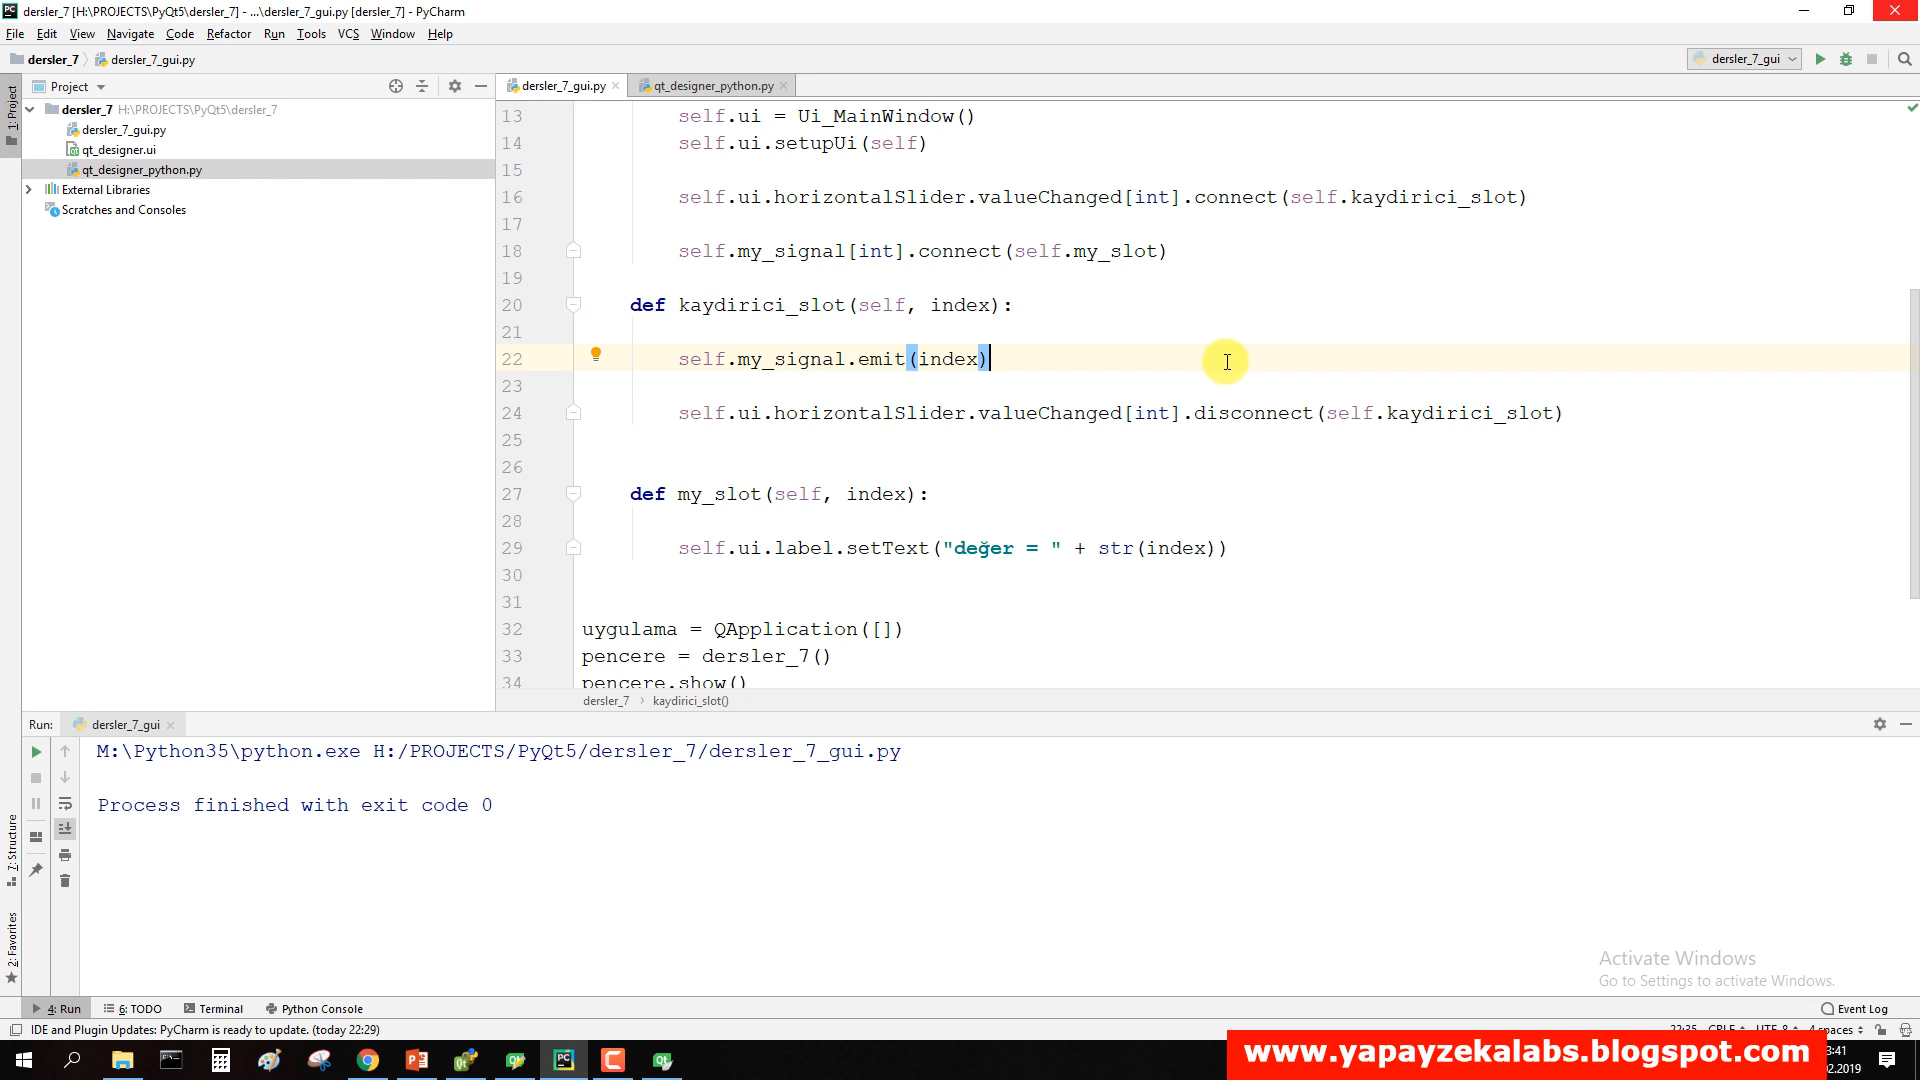 dersler_7 [H:\PROJECTS\PyQt5\dersler_7] - ...\dersler_7_gui.py [dersler_7] - PyCharm
File Edit View Navigate Code Refactor Run Tools VCS Window Help
dersler_7 dersler_7_gui.py
dersler_7_gui
Project
dersler_7_gui.py
qt_designer_python.py
1: Project
dersler_7 H:\PROJECTS\PyQt5\dersler_7
dersler_7_gui.py
qt_designer.ui
qt_designer_python.py
External Libraries
Scratches and Consoles
13 self.ui = Ui_MainWindow()
14 self.ui.setupUi(self)
15
16 self.ui.horizontalSlider.valueChanged[int].connect(self.kaydirici_slot)
17
18 self.my_signal[int].connect(self.my_slot)
19
20 def kaydirici_slot(self, index):
21
22 self.my_signal.emit(index)
23
24 self.ui.horizontalSlider.valueChanged[int].disconnect(self.kaydirici_slot)
25
26
27 def my_slot(self, index):
28
29 self.ui.label.setText("değer = " + str(index))
30
31
32 uygulama = QApplication([])
33 pencere = dersler_7()
34 pencere.show()
dersler_7 kaydirici_slot()
Run: dersler_7_gui
M:\Python35\python.exe H:/PROJECTS/PyQt5/dersler_7/dersler_7_gui.py
Process finished with exit code 0
7: Structure
2: Favorites
Activate Windows
Go to Settings to activate Windows.
4: Run 6: TODO Terminal Python Console
Event Log
IDE and Plugin Updates: PyCharm is ready to update. (today 22:29)
www.yapayzekalabs.blogspot.com